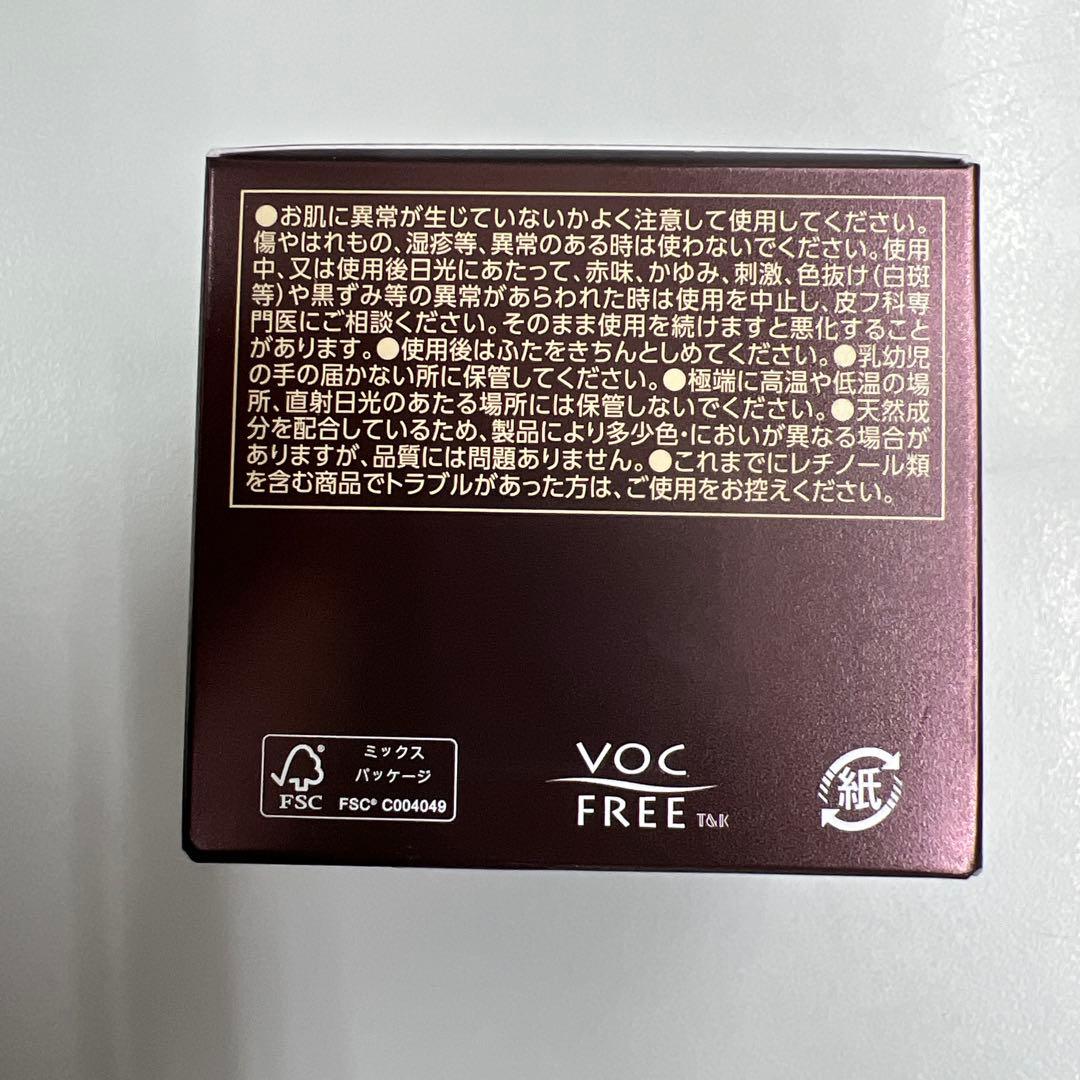 ●お肌に異常が生じていないかよく注意して使用してください。
傷やはれもの、湿疹等、異常のある時は使わないでください。使用
中、又は使用後日光にあたって、赤味、かゆみ、刺激、色抜け(白斑
等)や黒ずみ等の異常があらわれた時は使用を中止し、皮フ科専
門医にご相談ください。そのまま使用を続けますと悪化すること
があります。●使用後はふたをきちんとしめてください。●乳幼児
の手の届かない所に保管してください。●極端に高温や低温の場
所、直射日光のあたる場所には保管しないでください。●天然成
分を配合しているため、製品により多少色・においが異なる場合が
ありますが、品質には問題ありません。●これまでにレチノール類
を含む商品でトラブルがあった方は、ご使用をお控えください。
FSC
ミックス
パッケージ
FSC® C004049
VOC
FREE T&K
紙